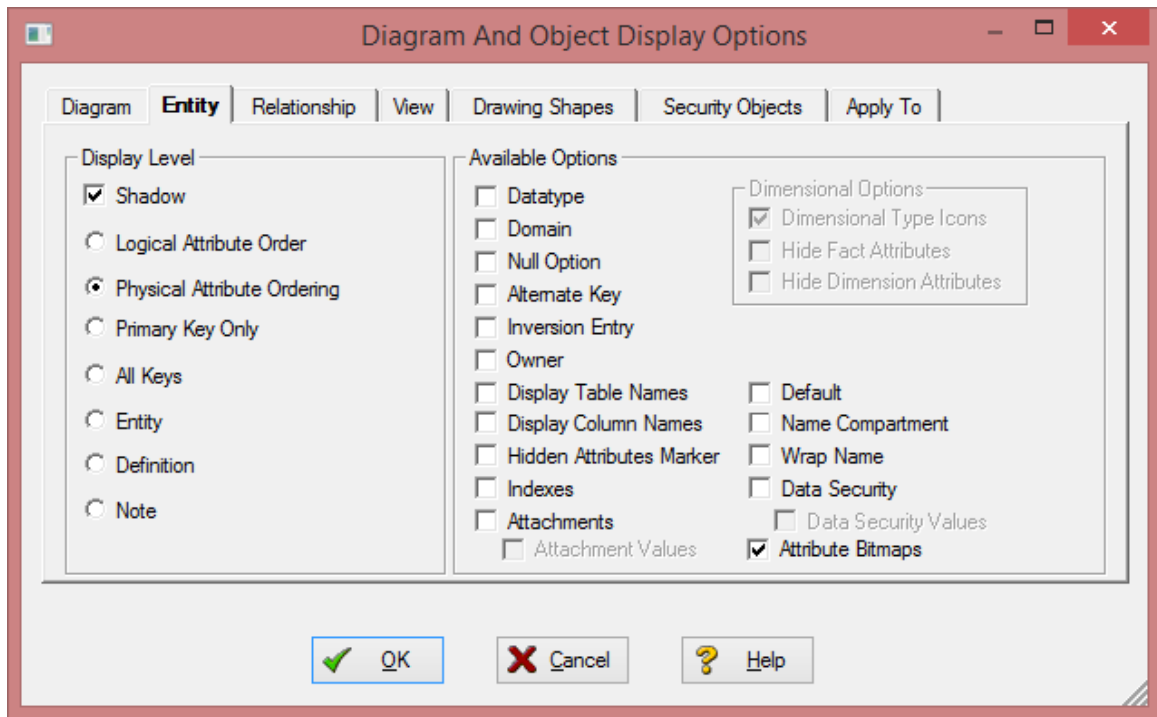 Diagram And Object Display Options
Diagram Entity Relationship View Drawing Shapes Security Objects Apply To
Display Level
Shadow
Logical Attribute Order
Physical Attribute Ordering
Primary Key Only
All Keys
Entity
Definition
Note
Available Options
Datatype
Domain
Null Option
Alternate Key
Inversion Entry
Owner
Display Table Names
Display Column Names
Hidden Attributes Marker
Indexes
Attachments
Attachment Values
Dimensional Options
Dimensional Type Icons
Hide Fact Attributes
Hide Dimension Attributes
Default
Name Compartment
Wrap Name
Data Security
Data Security Values
Attribute Bitmaps
OK Cancel Help